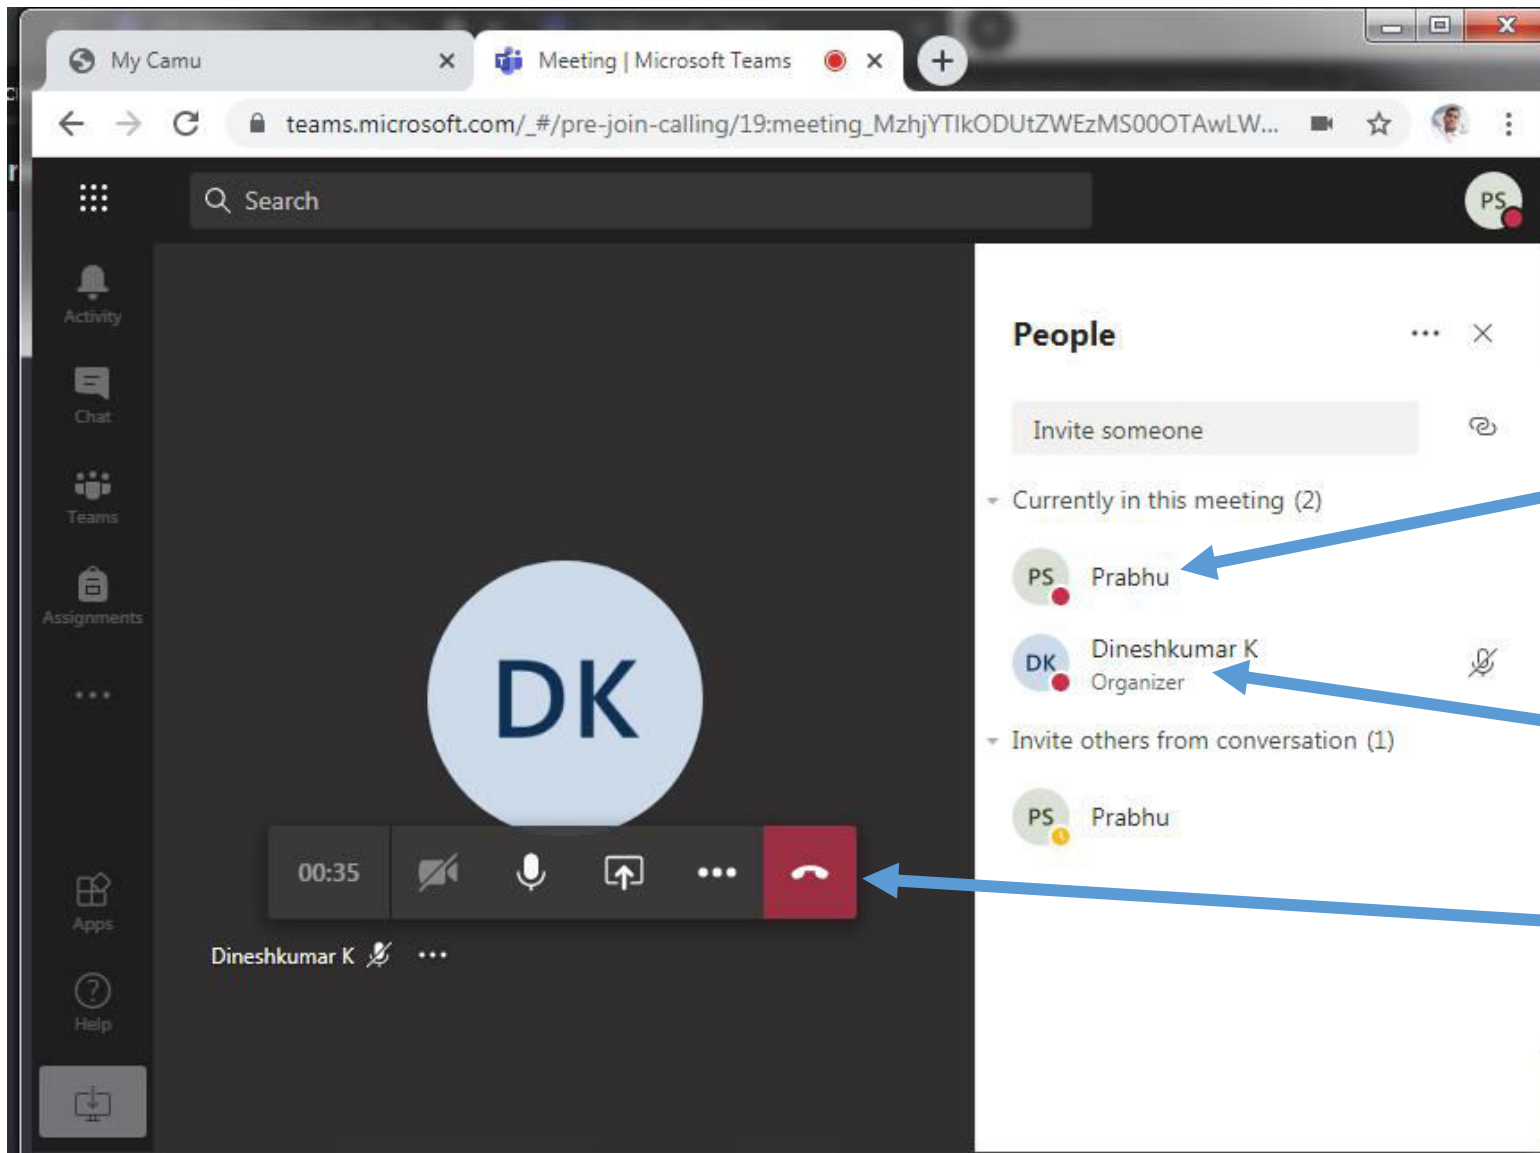 My Camu
Meeting | Microsoft Teams
teams.microsoft.com/_#/pre-join-calling/19:meeting_MzhjYTIkODUtZWEzMS00OTAwLW...
Search
PS
Activity
Chat
Teams
Assignments
Apps
Help
DK
00:35
Dineshkumar K
People
Invite someone
Currently in this meeting (2)
PS Prabhu
DK Dineshkumar K
Organizer
Invite others from conversation (1)
PS Prabhu